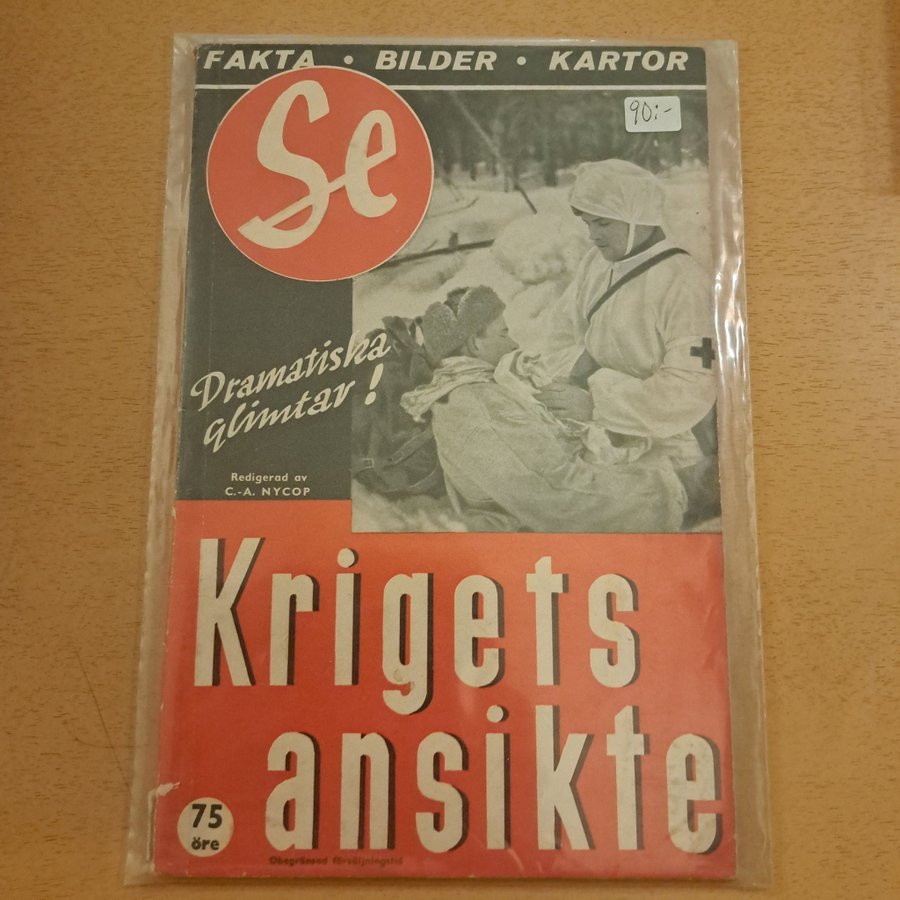 FAKTA • BILDER • KARTOR
Se
90:-
Dramatiska
glimtar!
Redigerad av
C.-A. NYCOP
Krigets
ansikte
75
öre
Obegränsad försäljningstid